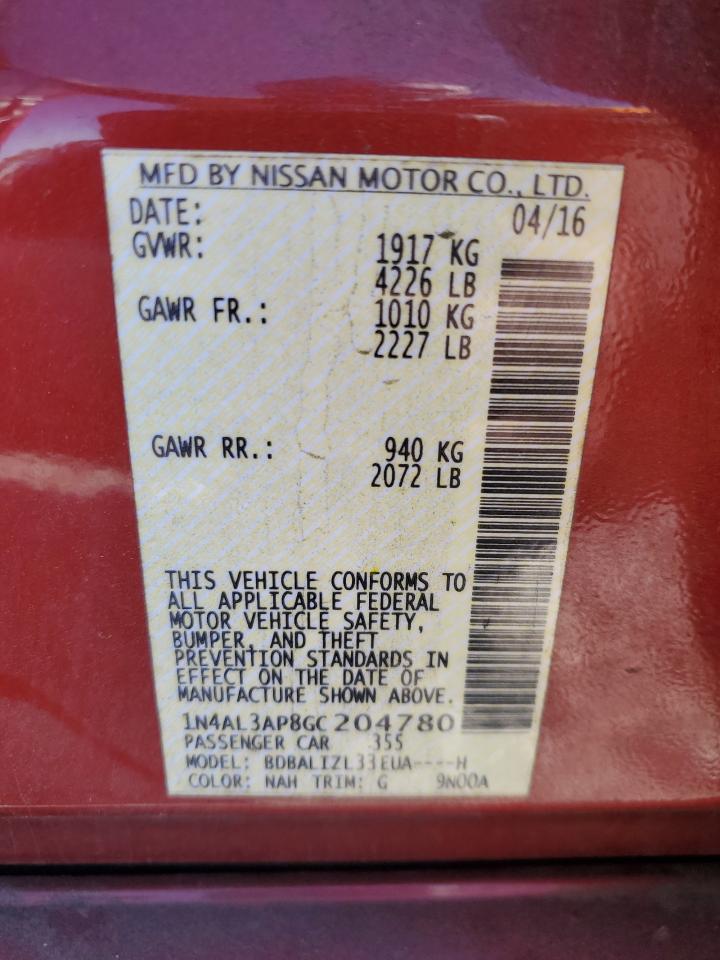 MFD BY NISSAN MOTOR CO., LTD.
DATE: 04/16
GVWR: 1917 KG
4226 LB
GAWR FR.: 1010 KG
2227 LB
GAWR RR.: 940 KG
2072 LB
THIS VEHICLE CONFORMS TO
ALL APPLICABLE FEDERAL
MOTOR VEHICLE SAFETY,
BUMPER, AND THEFT
PREVENTION STANDARDS IN
EFFECT ON THE DATE OF
MANUFACTURE SHOWN ABOVE.
1N4AL3AP8GC204780
PASSENGER CAR 355
MODEL: BDBALIZL33EUA----H
COLOR: NAH TRIM: G 9N00A